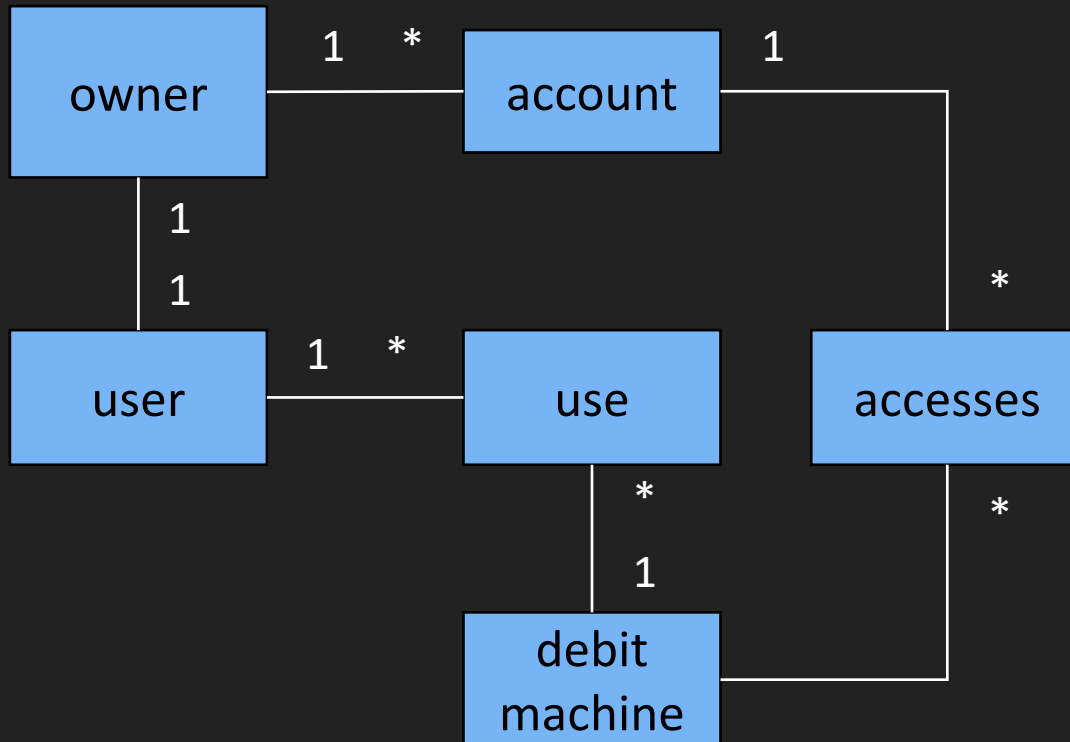 owner
1 *
account
1
1
1
*
user
1 *
use
accesses
*
1
*
debit
machine